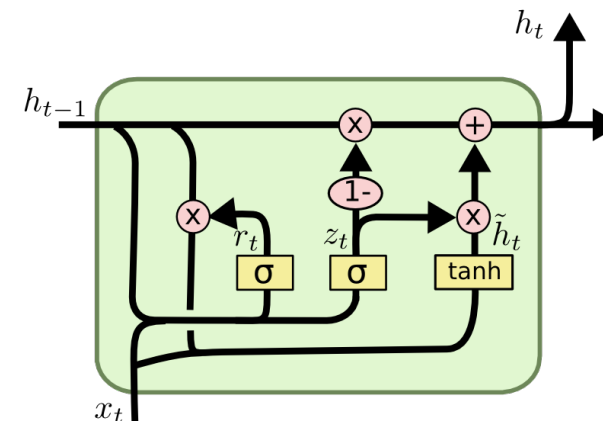 h_t
h_{t-1}
x +
1-
x r_t z_t x h̃_t
σ σ tanh
x_t